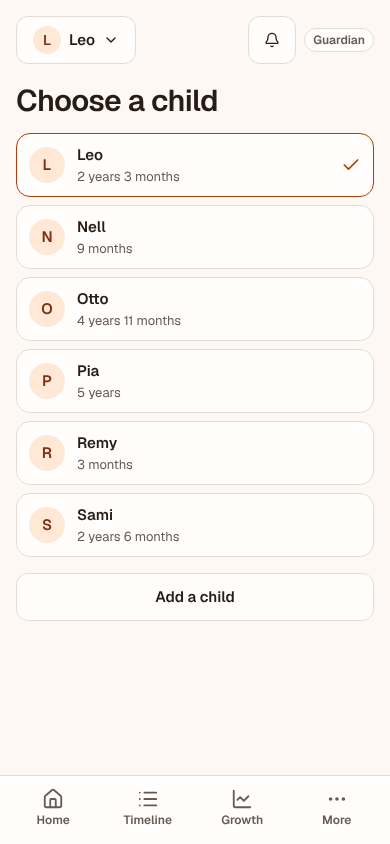 L Leo
Guardian
Choose a child
L
Leo
2 years 3 months
N
Nell
9 months
O
Otto
4 years 11 months
P
Pia
5 years
R
Remy
3 months
S
Sami
2 years 6 months
Add a child
Home Timeline Growth More